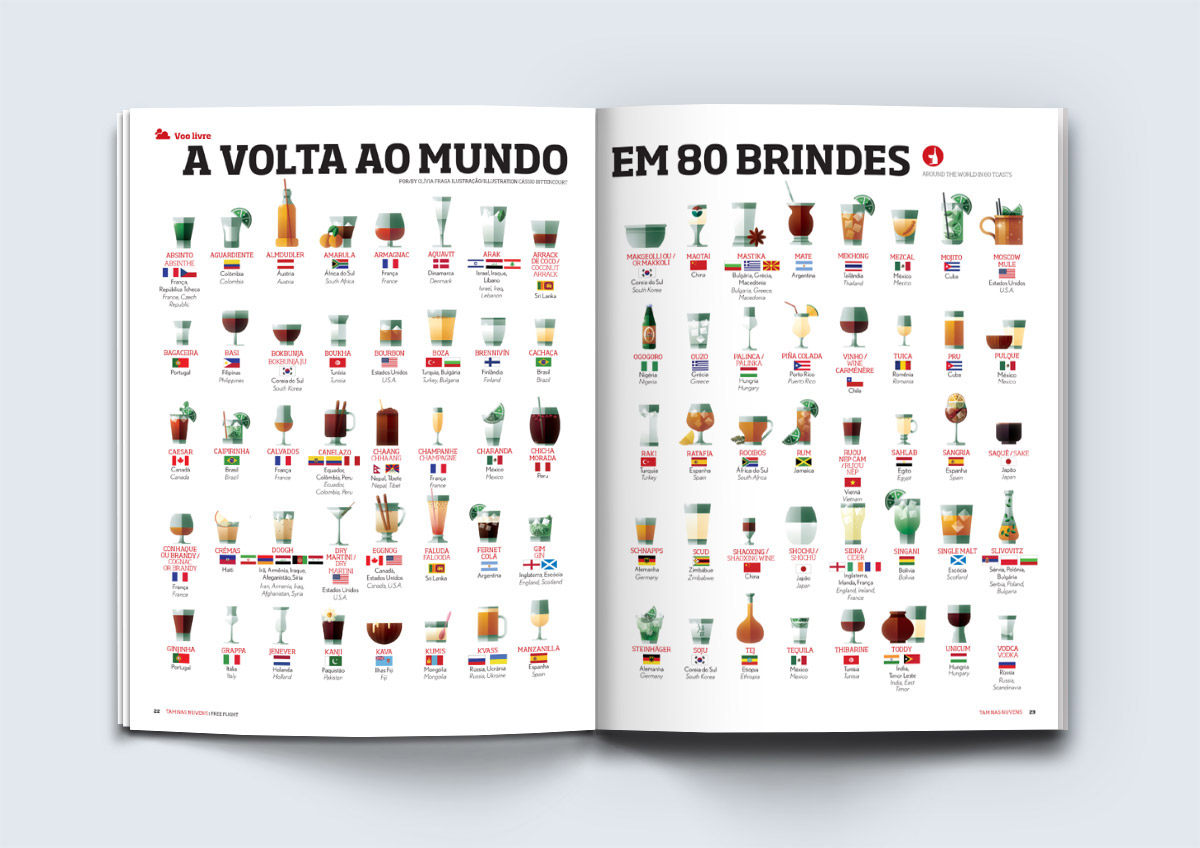 Voo livre
A VOLTA AO MUNDO
POR/BY OLÍVIA FRAGA ILUSTRAÇÃO/ILLUSTRATION CASSIO BITTENCOURT
ABSINTO
ABSINTHE
França,
República Tcheca
France, Czech
Republic
AGUARDIENTE
Colômbia
Colombia
ALMDUDLER
Áustria
Austria
AMARULA
África do Sul
South Africa
ARMAGNAC
França
France
AQUAVIT
Dinamarca
Denmark
ARAK
Israel, Iraque,
Líbano
Israel, Iraq,
Lebanon
ARRACK
DE COCO/
COCONUT
ARRACK
Sri Lanka
BAGACEIRA
Portugal
BASI
Filipinas
Philippines
BOKBUNJA
BOKBUNJAJU
Coreia do Sul
South Korea
BOUKHA
Tunísia
Tunisia
BOURBON
Estados Unidos
U.S.A.
BOZA
Turquia, Bulgária
Turkey, Bulgaria
BRENNIVÍN
Finlândia
Finland
CACHAÇA
Brasil
Brazil
CAESAR
Canadá
Canada
CAIPIRINHA
Brasil
Brazil
CALVADOS
França
France
CANELAZO
Equador,
Colômbia, Peru
Ecuador,
Colombia, Peru
CHAANG
CHHAANG
Nepal, Tibete
Nepal, Tibet
CHAMPANHE
CHAMPAGNE
França
France
CHARANDA
México
Mexico
CHICHA
MORADA
Peru
CONHAQUE
OU BRANDY/
COGNAC
OR BRANDY
França
France
CRÉMAS
Haiti
DOOGH
Irã, Armênia, Iraque,
Afeganistão, Síria
Iran, Armenia, Iraq,
Afghanistan, Syria
DRY
MARTINI /
DRY
MARTINI
Estados Unidos
U.S.A.
EGGNOG
Canadá,
Estados Unidos
Canada, U.S.A.
FALUDA
FALOODA
Sri Lanka
FERNET
COLA
Argentina
GIM
GIN
Inglaterra, Escócia
England, Scotland
GINJINHA
Portugal
GRAPPA
Itália
Italy
JENEVER
Holanda
Holland
KANJI
Paquistão
Pakistan
KAVA
Ilhas Fiji
Fiji
KUMIS
Mongólia
Mongolia
KVASS
Rússia, Ucrânia
Russia, Ukraine
MANZANILLA
Espanha
Spain
22 TAM NAS NUVENS | FREE FLIGHT
EM 80 BRINDES
AROUND THE WORLD IN 80 TOASTS
MAKGEOLLI OU /
OR MAKKOLI
Coreia do Sul
South Korea
MAOTAI
China
MASTIKA
Bulgária, Grécia,
Macedônia
Bulgaria, Greece,
Macedonia
MATE
Argentina
MEKHONG
Tailândia
Thailand
MEZCAL
México
Mexico
MOJITO
Cuba
MOSCOW
MULE
Estados Unidos
U.S.A.
OGOGORO
Nigéria
Nigeria
OUZO
Grécia
Greece
PALINCA /
PÁLINKA
Hungria
Hungary
PIÑA COLADA
Porto Rico
Puerto Rico
VINHO /
WINE
CARMÉNÈRE
Chile
TUICA
Romênia
Romania
PRU
Cuba
PULQUE
México
Mexico
RAKI
Turquia
Turkey
RATAFIA
Espanha
Spain
ROOIBOS
África do Sul
South Africa
RUM
Jamaica
RUOU
NEP CAM
/ RUOU
NÉP
Vietnã
Vietnam
SAHLAB
Egito
Egypt
SANGRIA
Espanha
Spain
SAQUÊ / SAKE
Japão
Japan
SCHNAPPS
Alemanha
Germany
SCUD
Zimbábue
Zimbabwe
SHAOXING /
SHAOXING WINE
China
SHOCHU /
SHŌCHŪ
Japão
Japan
SIDRA /
CIDER
Inglaterra,
Irlanda, França
England, Ireland,
France
SINGANI
Bolívia
Bolivia
SINGLE MALT
Escócia
Scotland
SLIVOVITZ
Sérvia, Polônia,
Bulgária
Serbia, Poland,
Bulgaria
STEINHÄGER
Alemanha
Germany
SOJU
Coreia do Sul
South Korea
TEJ
Etiópia
Ethiopia
TEQUILA
México
Mexico
THIBARINE
Tunísia
Tunisia
TODDY
Índia,
Timor Leste
India, East
Timor
UNICUM
Hungria
Hungary
VODCA
VODKA
Rússia
Russia,
Scandinavia
TAM NAS NUVENS 23